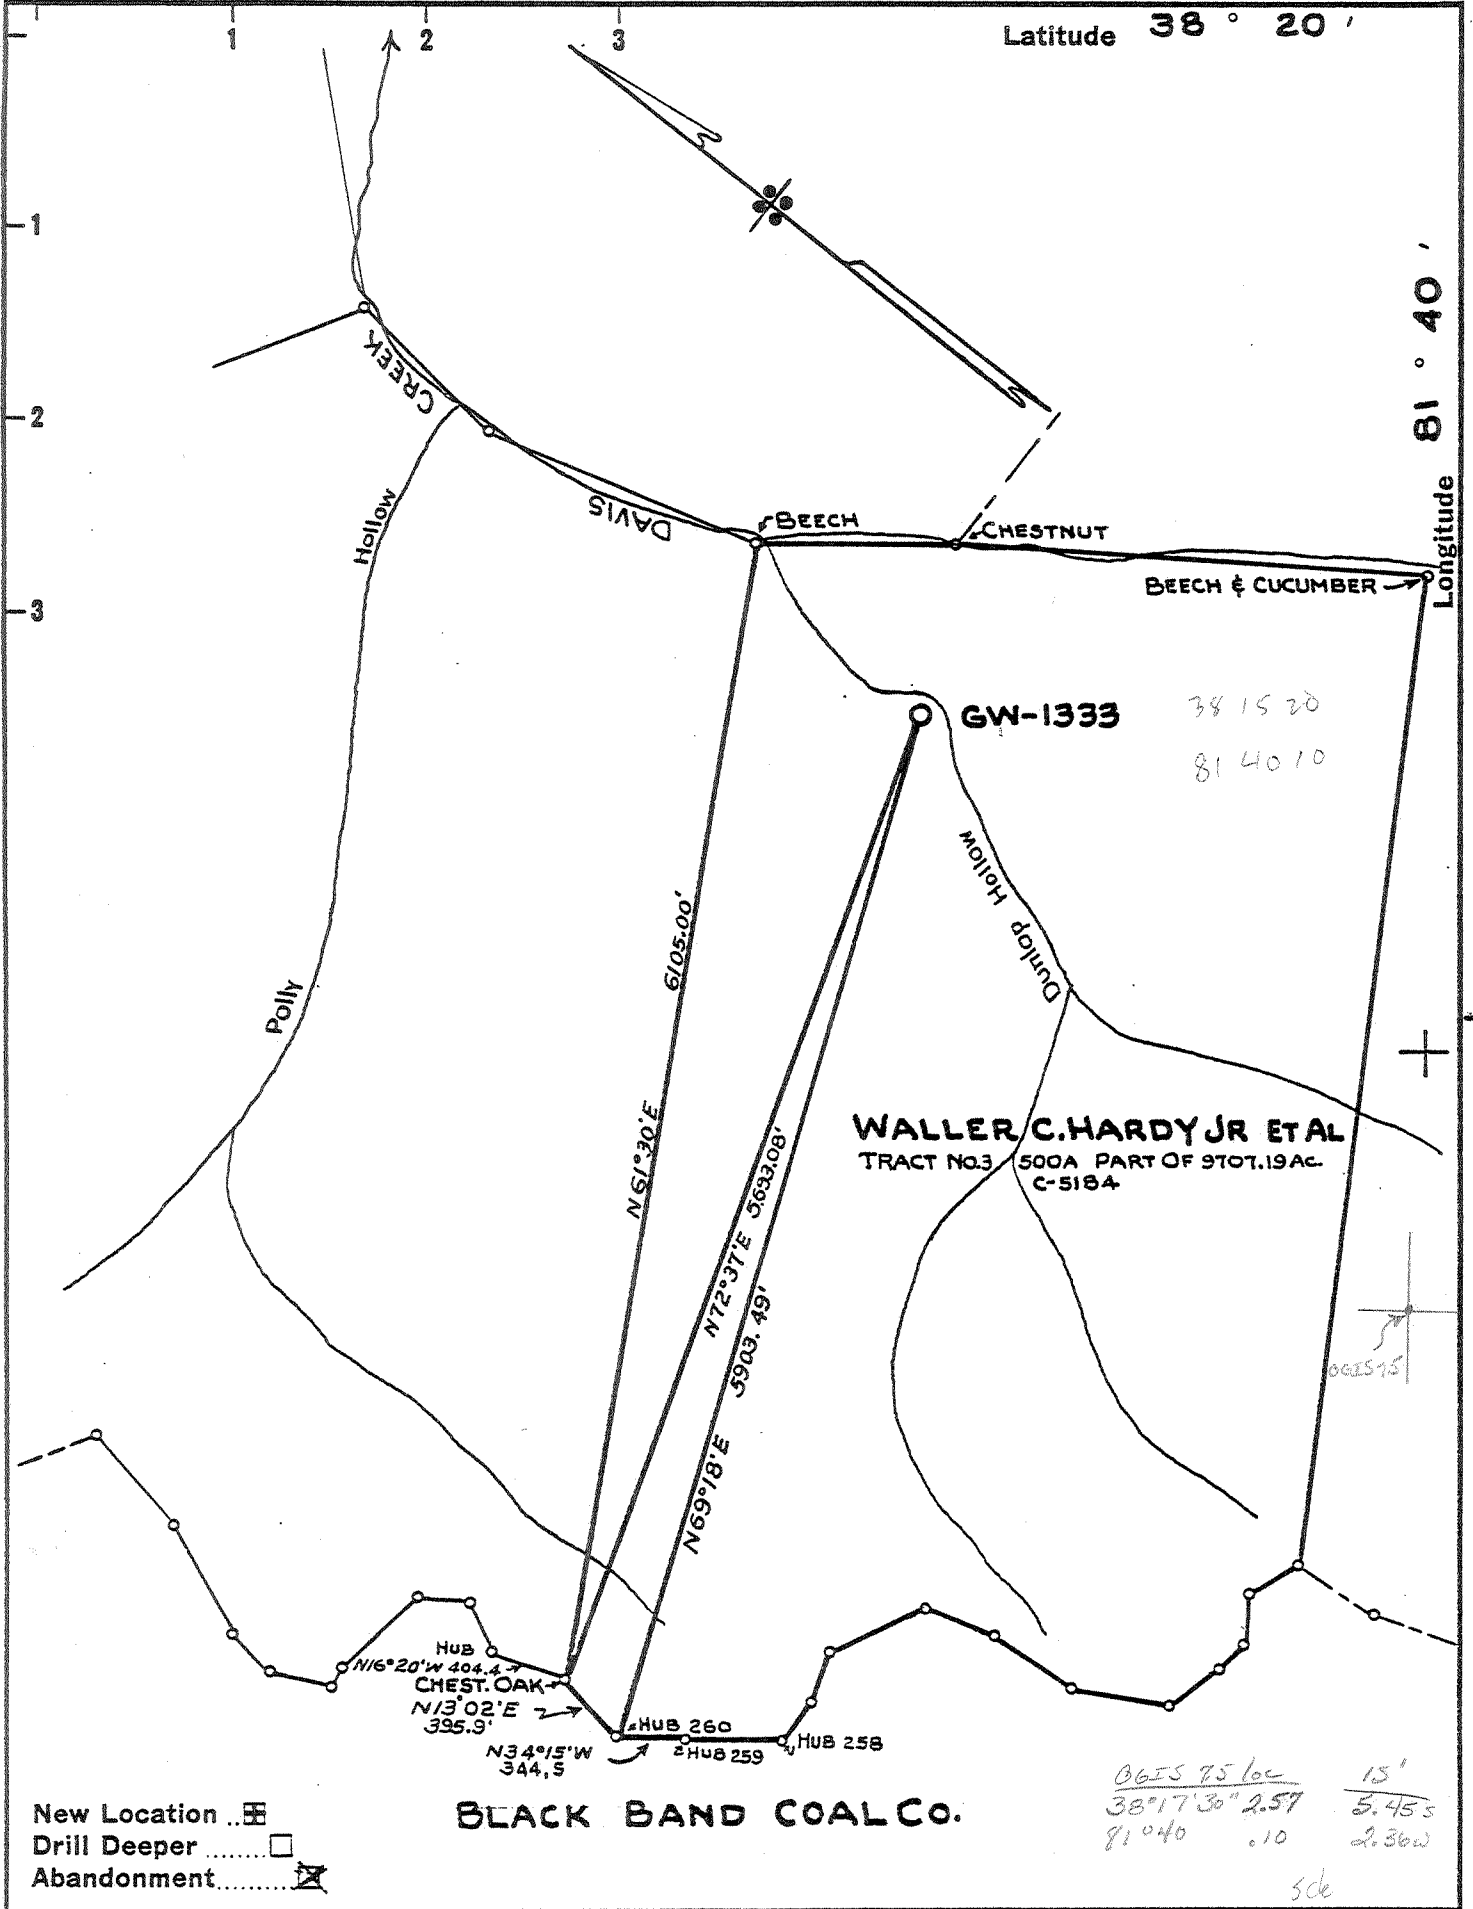 1 2 3
Latitude 38 ° 20 '
1
2
3
Longitude 81 ° 40 '
CREEK
DAVIS
BEECH
CHESTNUT
BEECH & CUCUMBER
Hollow
Polly
GW-1333
38 15 20
81 40 10
Dunlop Hollow
6105.00'
N 61°30'E
N72°37'E 5693.08'
5903.49'
N69°18'E
WALLER C. HARDY JR ET AL
TRACT NO.3 500A PART OF 9707.19 AC.
C-5184
OGIS 7.5
HUB
N16°20'W 404.4
CHEST. OAK
N13°02'E
395.9'
N34°15'W
344,5
HUB 260
HUB 259
HUB 258
BLACK BAND COAL CO.
New Location ..
Drill Deeper ........
Abandonment..........
OGIS 7.5 loc 15'
38°17'30" 2.57 5.45s
81°40 .10 2.36w